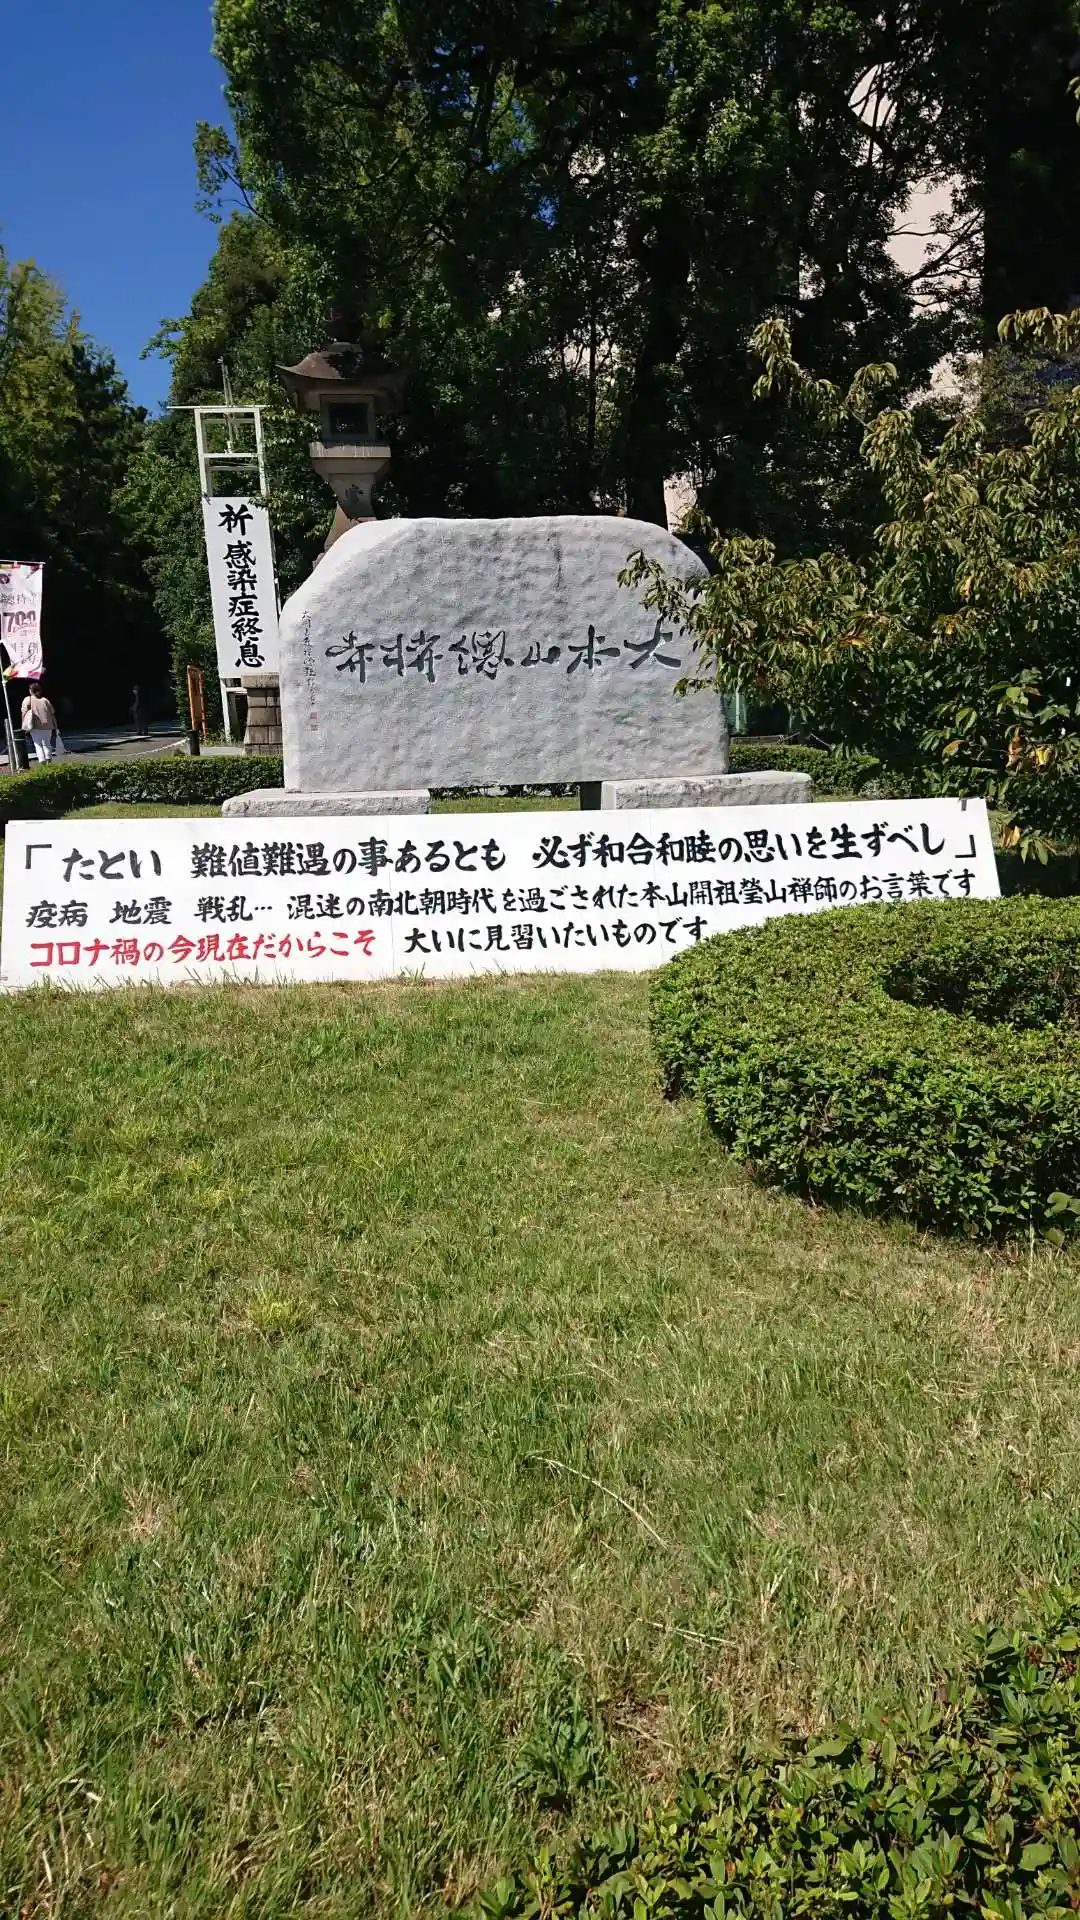 祈 感染症終息
大本山總持寺
「たとい 難値難遇の事あるとも 必ず和合和睦の思いを生ずべし」
疫病 地震 戦乱… 混迷の南北朝時代を過ごされた本山開祖瑩山禅師のお言葉です
コロナ禍の今現在だからこそ 大いに見習いたいものです